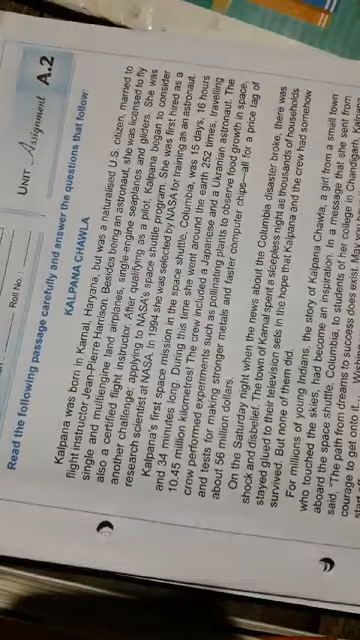 Roll No. :
UNIT Assignment A.2
Read the following passage carefully and answer the questions that follow:
KALPANA CHAWLA
Kalpana was born in Karnal, Haryana, but was a naturalised U.S. citizen, married to
flight instructor Jean-Pierre Harrison. Besides being an astronaut, she was licensed to fly
single and multiengine land airplanes, single-engine seaplanes and gliders. She was
also a certified flight instructor. After qualifying as a pilot, Kalpana began to consider
another challenge: applying to NASA's space shuttle program. She was first hired as a
research scientist at NASA. In 1994 she was selected by NASA for training as an astronaut.
Kalpana's first space mission in the space shuttle, Columbia, was 15 days, 16 hours
and 34 minutes long. During this time she went around the earth 252 times, travelling
10.45 million kilometres! The crew included a Japanese and a Ukranian astronaut. The
crew performed experiments such as pollinating plants to observe food growth in space,
and tests for making stronger metals and faster computer chips—all for a price tag of
about 56 million dollars.
On the Saturday night when the news about the Columbia disaster broke, there was
shock and disbelief. The town of Karnal spent a sleepless night as thousands of households
stayed glued to their television sets in the hope that Kalpana and the crew had somehow
survived. But none of them did.
For millions of young Indians, the story of Kalpana Chawla, a girl from a small town
who touched the skies, had become an inspiration. In a message that she sent from
aboard the space shuttle, Columbia, to students of her college in Chandigarh, Kalpana
said, "The path from dreams to success does exist. May you
courage to get onto